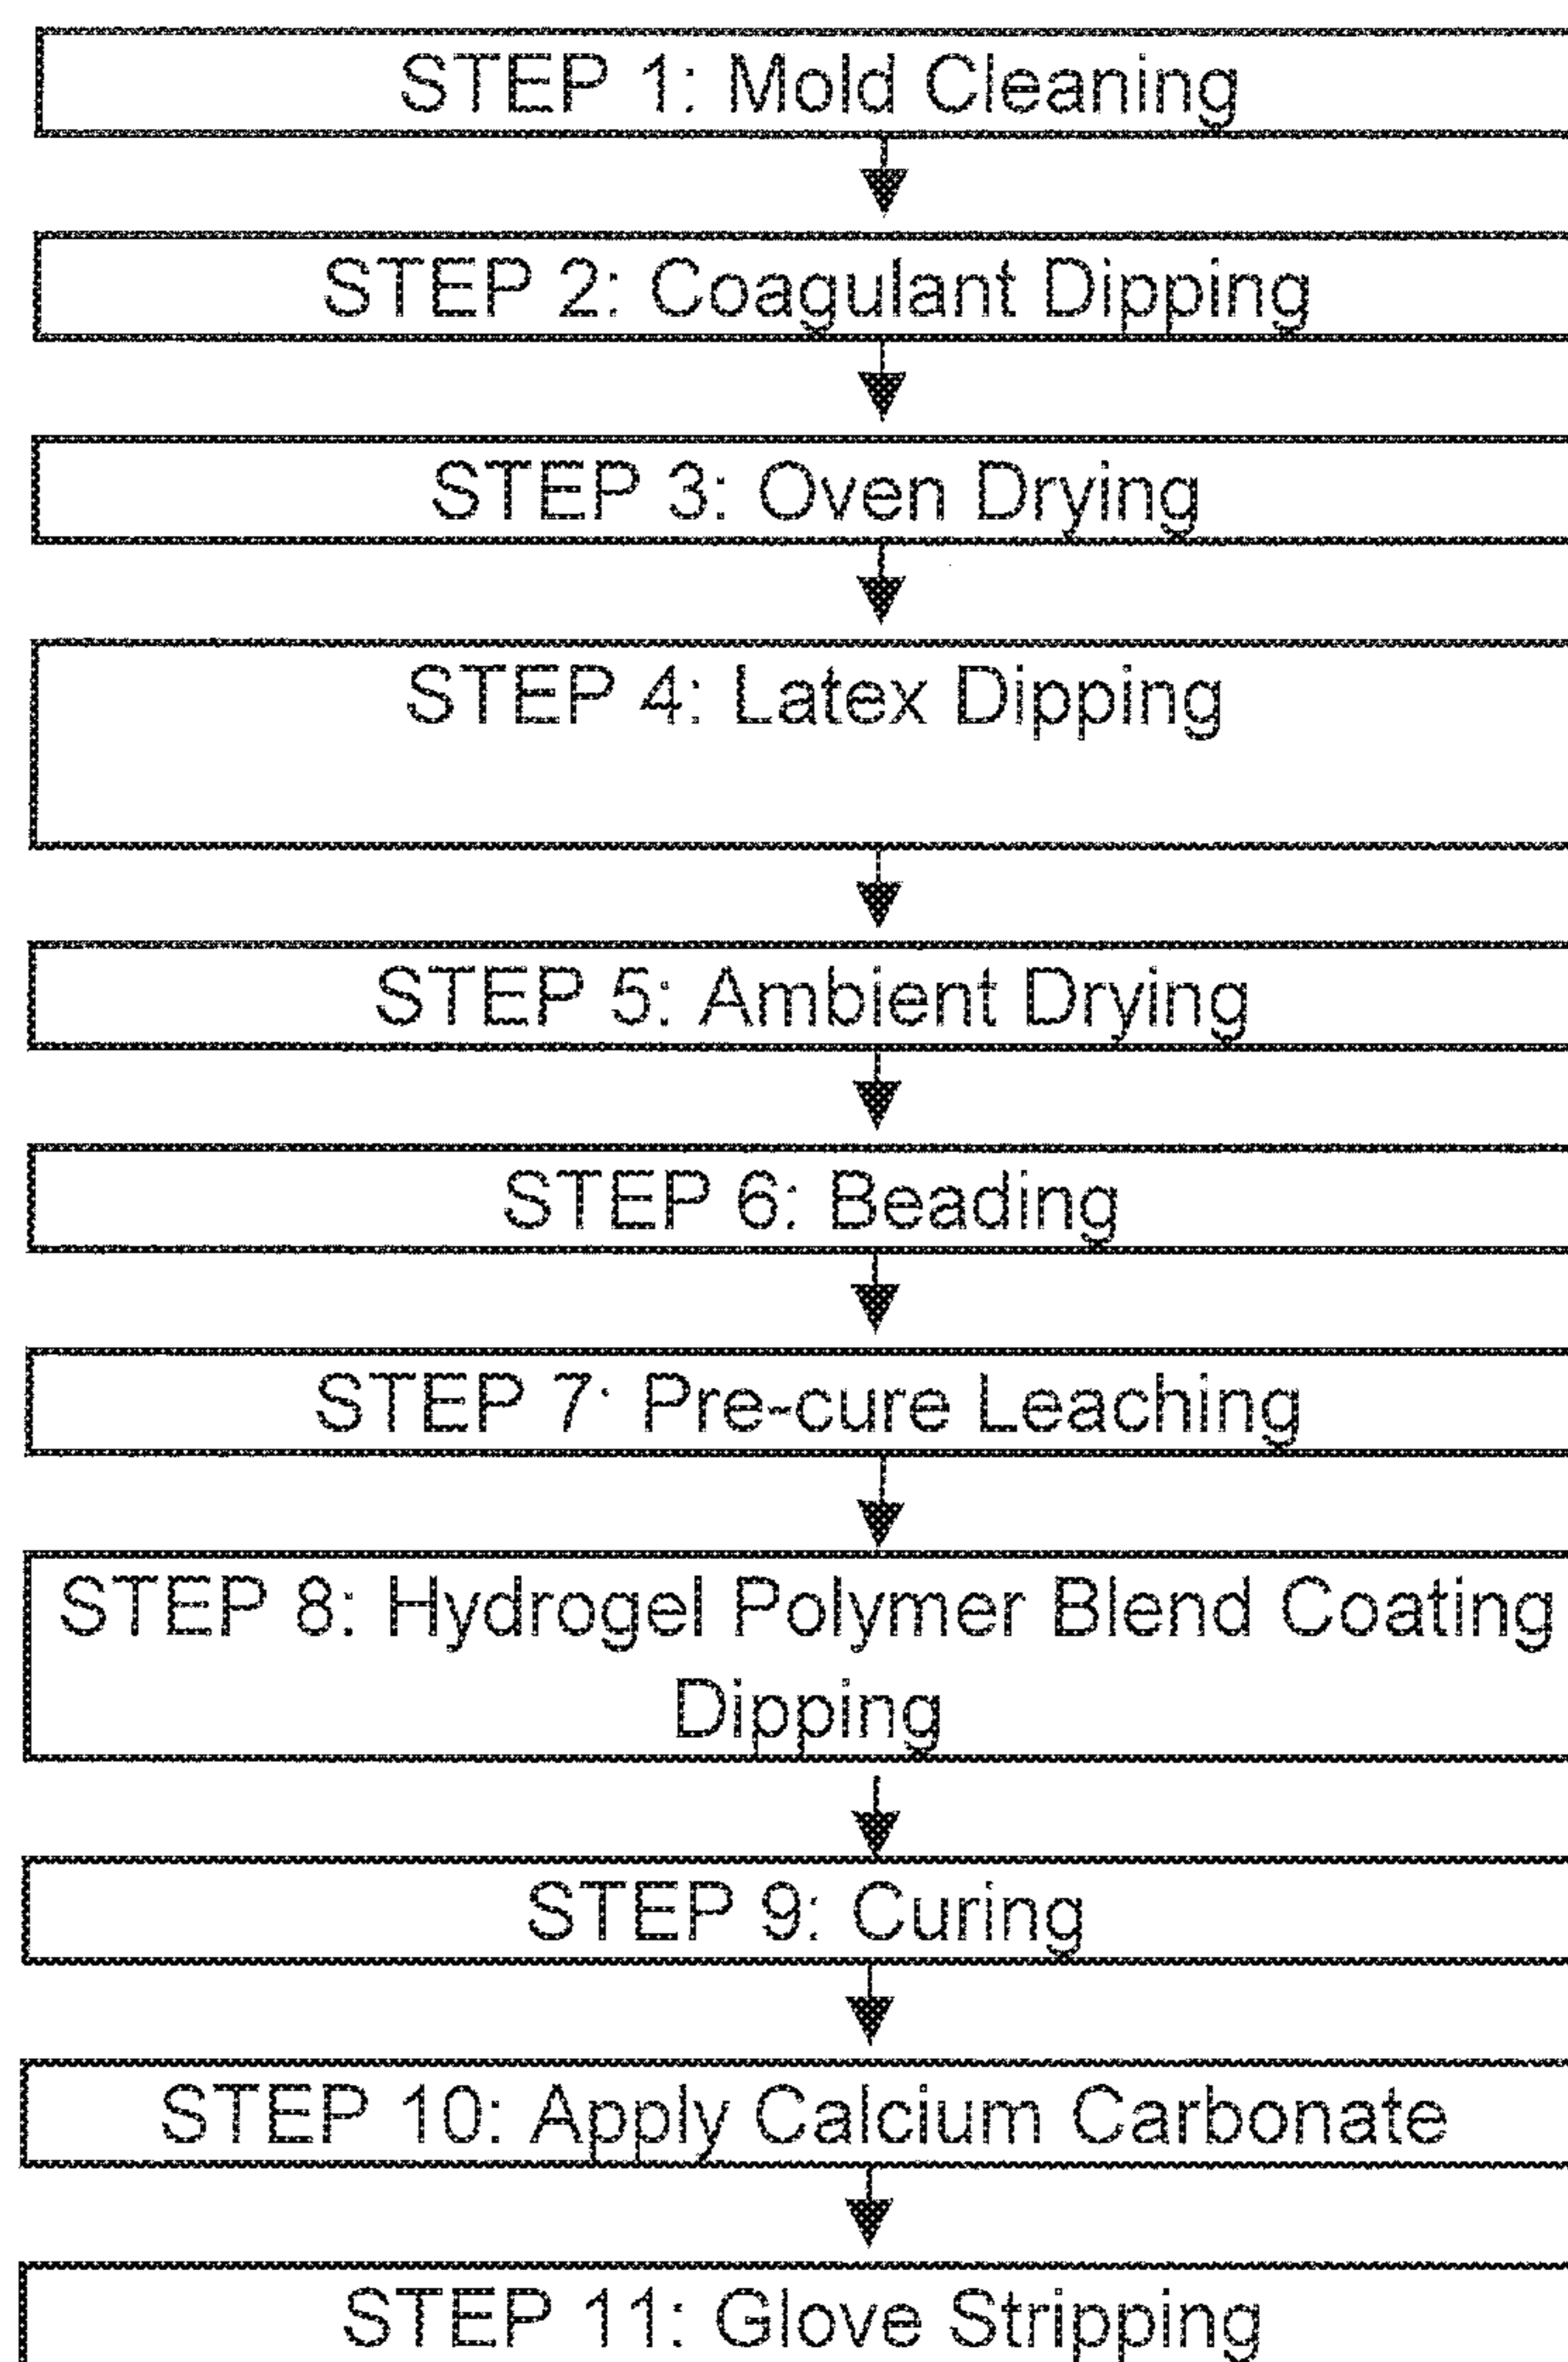 STEP 1: Mold Cleaning
STEP 2: Coagulant Dipping
STEP 3: Oven Drying
STEP 4: Latex Dipping
STEP 5: Ambient Drying
STEP 6: Beading
STEP 7: Pre-cure Leaching
STEP 8: Hydrogel Polymer Blend Coating
Dipping
STEP 9: Curing
STEP 10: Apply Calcium Carbonate
STEP 11: Glove Stripping